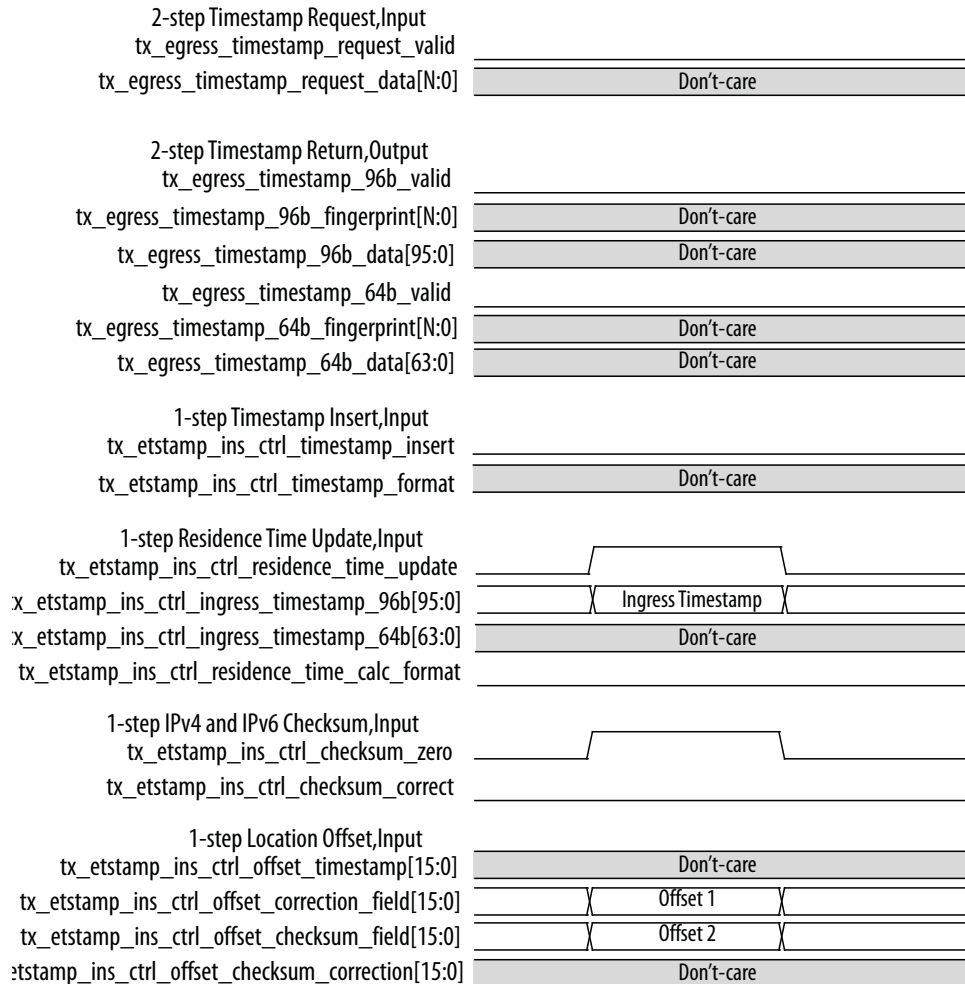 2-step Timestamp Request,Input
tx_egress_timestamp_request_valid
tx_egress_timestamp_request_data[N:0] Don't-care
2-step Timestamp Return,Output
tx_egress_timestamp_96b_valid
tx_egress_timestamp_96b_fingerprint[N:0] Don't-care
tx_egress_timestamp_96b_data[95:0] Don't-care
tx_egress_timestamp_64b_valid
tx_egress_timestamp_64b_fingerprint[N:0] Don't-care
tx_egress_timestamp_64b_data[63:0] Don't-care
1-step Timestamp Insert,Input
tx_etstamp_ins_ctrl_timestamp_insert
tx_etstamp_ins_ctrl_timestamp_format Don't-care
1-step Residence Time Update,Input
tx_etstamp_ins_ctrl_residence_time_update
x_etstamp_ins_ctrl_ingress_timestamp_96b[95:0] Ingress Timestamp
x_etstamp_ins_ctrl_ingress_timestamp_64b[63:0] Don't-care
tx_etstamp_ins_ctrl_residence_time_calc_format
1-step IPv4 and IPv6 Checksum,Input
tx_etstamp_ins_ctrl_checksum_zero
tx_etstamp_ins_ctrl_checksum_correct
1-step Location Offset,Input
tx_etstamp_ins_ctrl_offset_timestamp[15:0] Don't-care
tx_etstamp_ins_ctrl_offset_correction_field[15:0] Offset 1
tx_etstamp_ins_ctrl_offset_checksum_field[15:0] Offset 2
etstamp_ins_ctrl_offset_checksum_correction[15:0] Don't-care